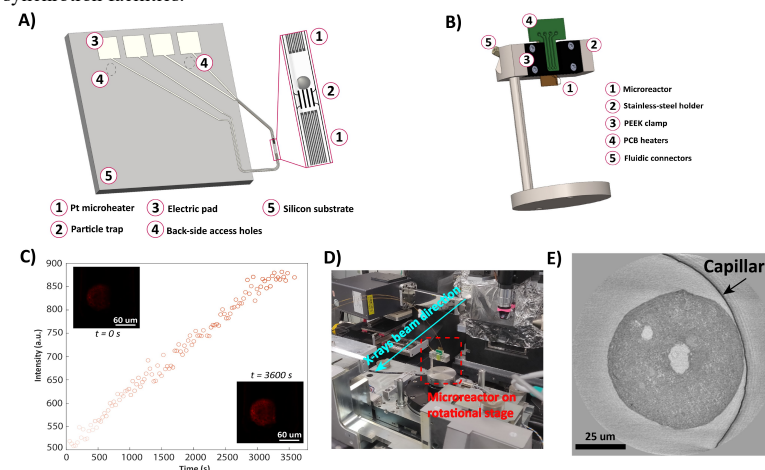 synchrotron facilities.
A)
3
4
4
5
1
2
1
1 Pt microheater
3 Electric pad
5 Silicon substrate
2 Particle trap
4 Back-side access holes
B)
4
5
3
2
1
1 Microreactor
2 Stainless-steel holder
3 PEEK clamp
4 PCB heaters
5 Fluidic connectors
C)
900
850
800
750
700
650
600
550
500
Intensity (a.u.)
60 um
t = 0 s
t = 3600 s
60 um
0 500 1000 1500 2000 2500 3000 3500
Time (s)
D)
X-rays beam direction
Microreactor on
rotational stage
E)
Capillar
25 um